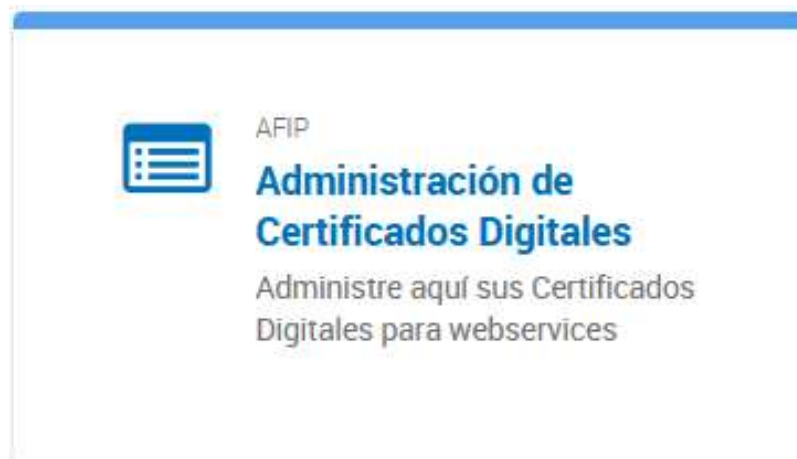 AFIP
Administración de
Certificados Digitales
Administre aquí sus Certificados
Digitales para webservices